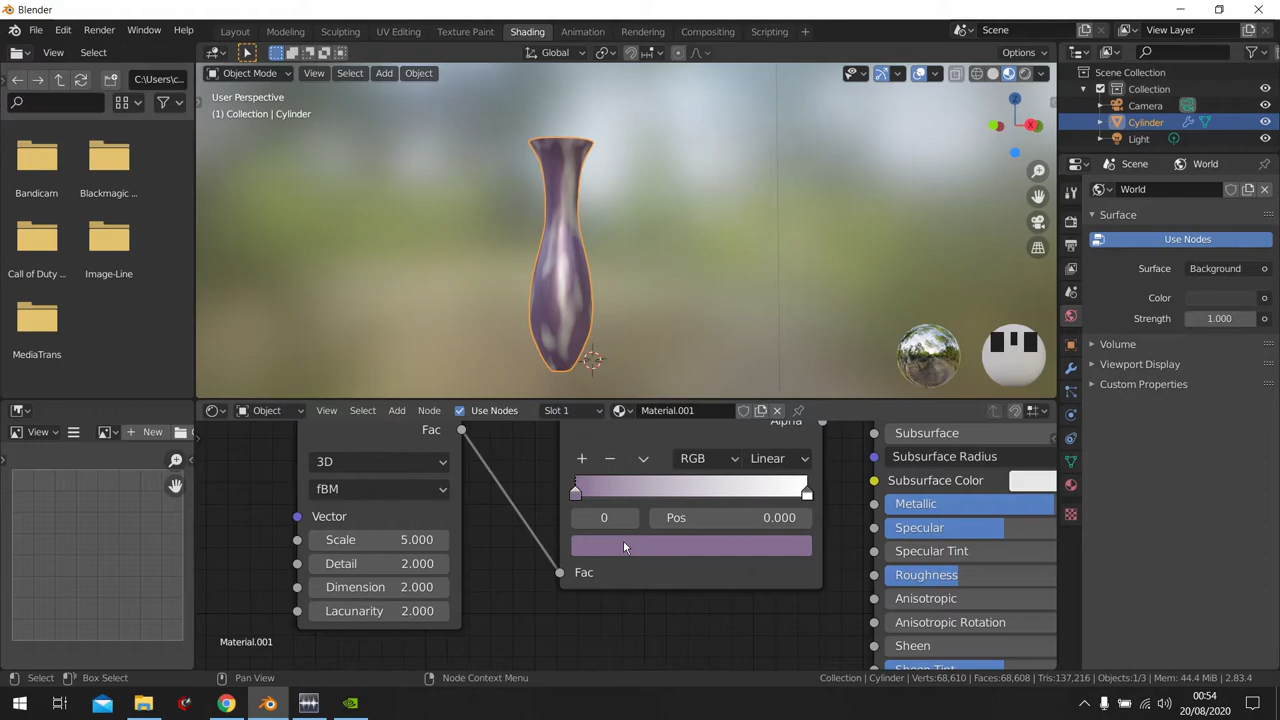 Blender
File Edit Render Window Help Layout Modeling Sculpting UV Editing Texture Paint Shading Animation Rendering Compositing Scripting + Scene View Layer
View Select C:\Users\c... Global Options
Object Mode View Select Add Object
User Perspective
(1) Collection | Cylinder
Scene Collection
Collection
Camera
Cylinder
Light
Scene World
World
Surface
Use Nodes
Surface Background
Color
Strength 1.000
Volume
Viewport Display
Custom Properties
Bandicam Blackmagic ...
Call of Duty ... Image-Line
MediaTrans
X
Object View Select Add Node Use Nodes Slot 1 Material.001
View New
Fac
3D
fBM
Vector
Scale 5.000
Detail 2.000
Dimension 2.000
Lacunarity 2.000
Alpha
RGB Linear
0 Pos 0.000
Fac
Subsurface
Subsurface Radius
Subsurface Color
Metallic
Specular
Specular Tint
Roughness
Anisotropic
Anisotropic Rotation
Sheen
Sheen Tint
Material.001
Select Box Select Pan View Node Context Menu Collection | Cylinder | Verts:68,610 | Faces:68,608 | Tris:137,216 | Objects:1/3 | Mem: 44.4 MiB | 2.83.4
00:54
20/08/2020